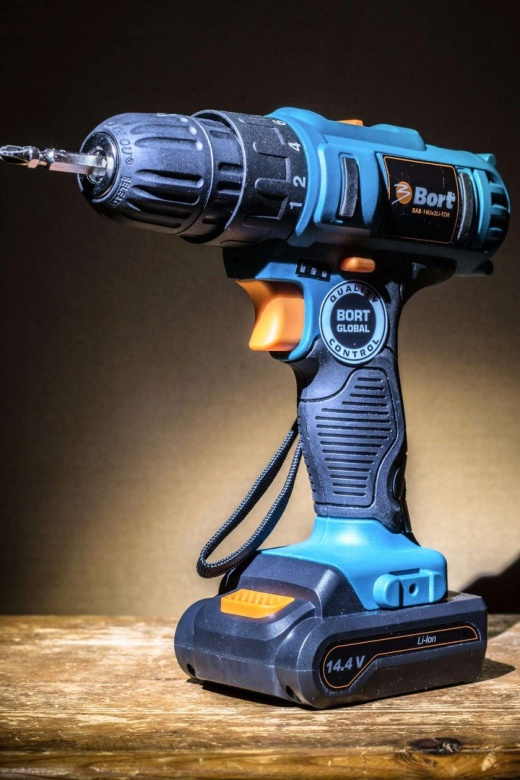 Bort
BAB-14Ux2Li-FDK
6
4
2
1
QUALITY
BORT
GLOBAL
CONTROL
Li-Ion
14.4 V